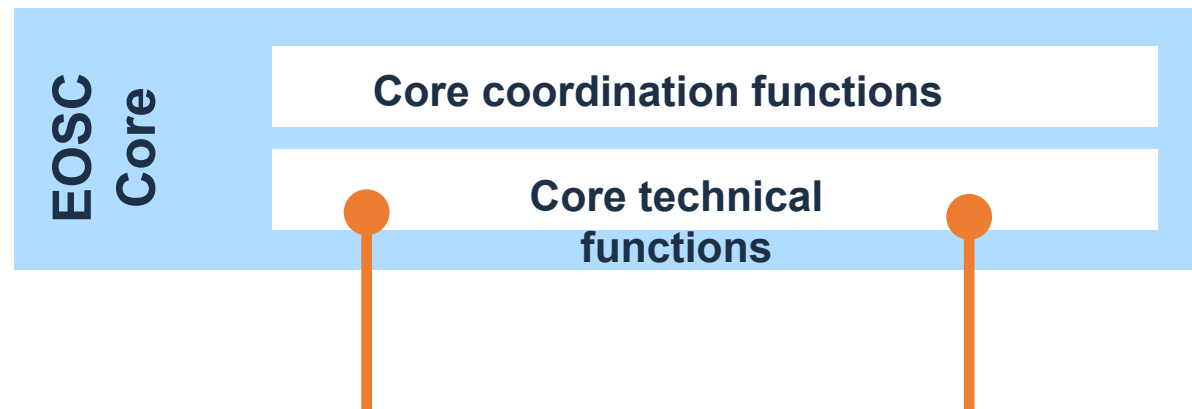 EOSC
Core
Core coordination functions
Core technical
functions